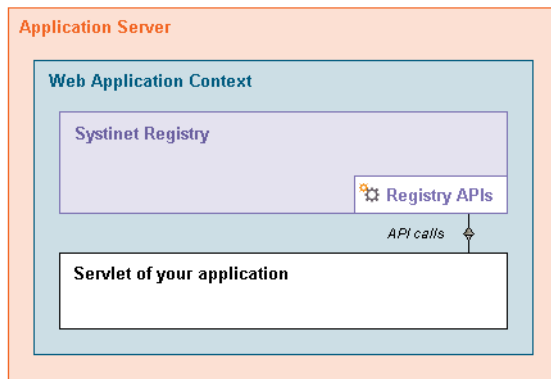 Application Server
Web Application Context
Systinet Registry
Registry APIs
API calls
Servlet of your application